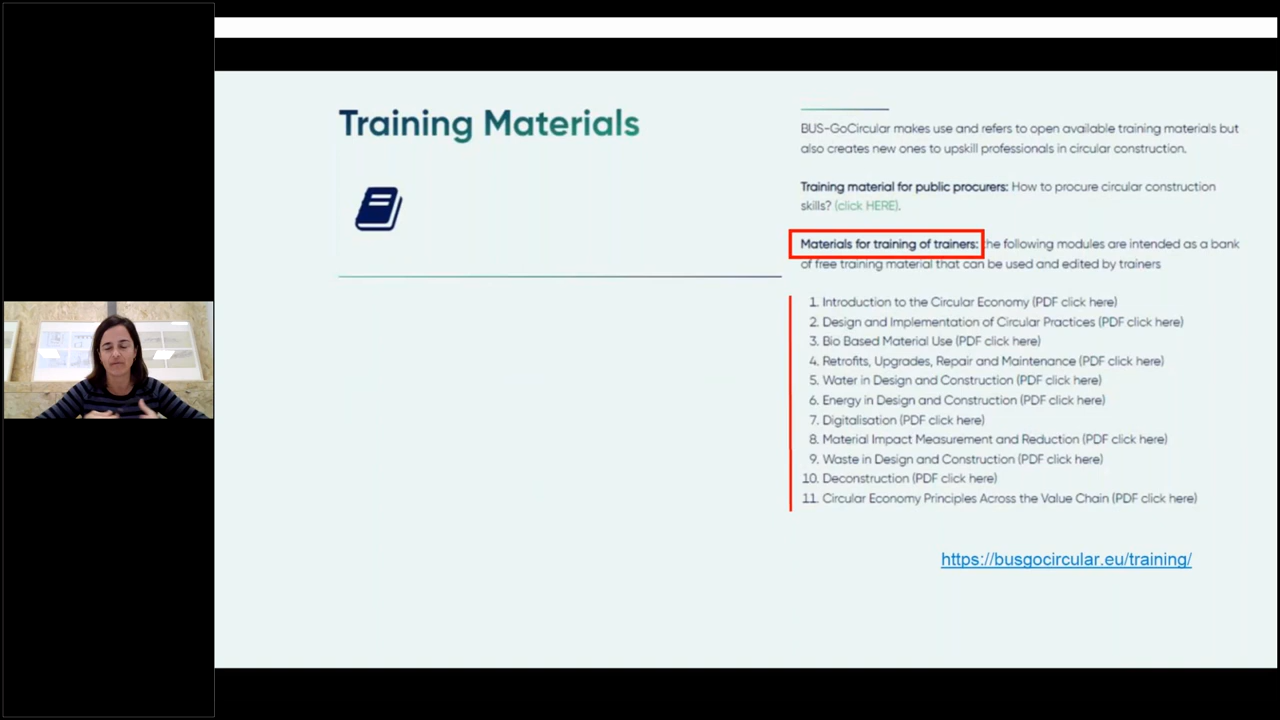 Training Materials
BUS-GoCircular makes use and refers to open available training materials but
also creates new ones to upskill professionals in circular construction.
Training material for public procurers: How to procure circular construction
skills? (click HERE).
Materials for training of trainers: the following modules are intended as a bank
of free training material that can be used and edited by trainers
1. Introduction to the Circular Economy (PDF click here)
2. Design and Implementation of Circular Practices (PDF click here)
3. Bio Based Material Use (PDF click here)
4. Retrofits, Upgrades, Repair and Maintenance (PDF click here)
5. Water in Design and Construction (PDF click here)
6. Energy in Design and Construction (PDF click here)
7. Digitalisation (PDF click here)
8. Material Impact Measurement and Reduction (PDF click here)
9. Waste in Design and Construction (PDF click here)
10. Deconstruction (PDF click here)
11. Circular Economy Principles Across the Value Chain (PDF click here)
https://busgocircular.eu/training/